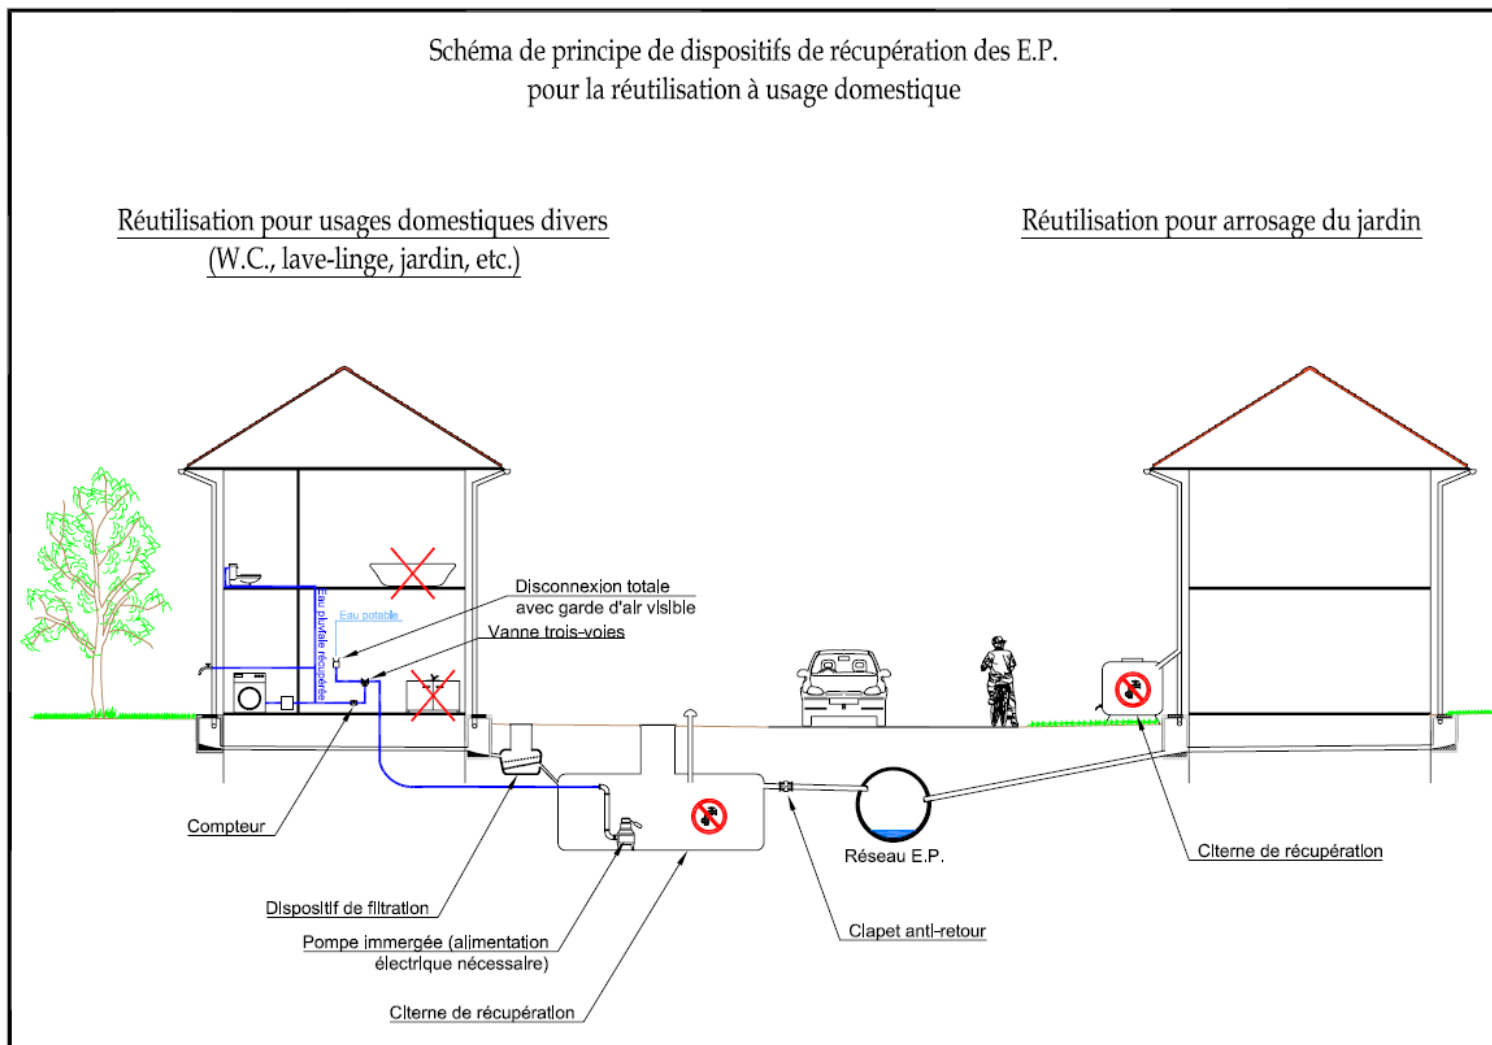 Schéma de principe de dispositifs de récupération des E.P.
pour la réutilisation à usage domestique
Réutilisation pour usages domestiques divers
(W.C., lave-linge, jardin, etc.)
Réutilisation pour arrosage du jardin
Disconnexion totale
avec garde d'air visible
Vanne trois-voies
Eau potable
Eau pluviale récupérée
Compteur
Dispositif de filtration
Pompe immergée (alimentation
électrique nécessaire)
Citerne de récupération
Réseau E.P.
Clapet anti-retour
Citerne de récupération